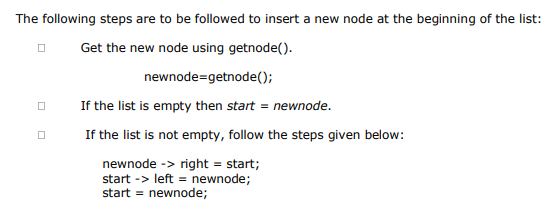 The following steps are to be followed to insert a new node at the beginning of the list:
Get the new node using getnode().
newnode=getnode();
If the list is empty then start = newnode.
If the list is not empty, follow the steps given below:
newnode -> right = start;
start -> left = newnode;
start = newnode;